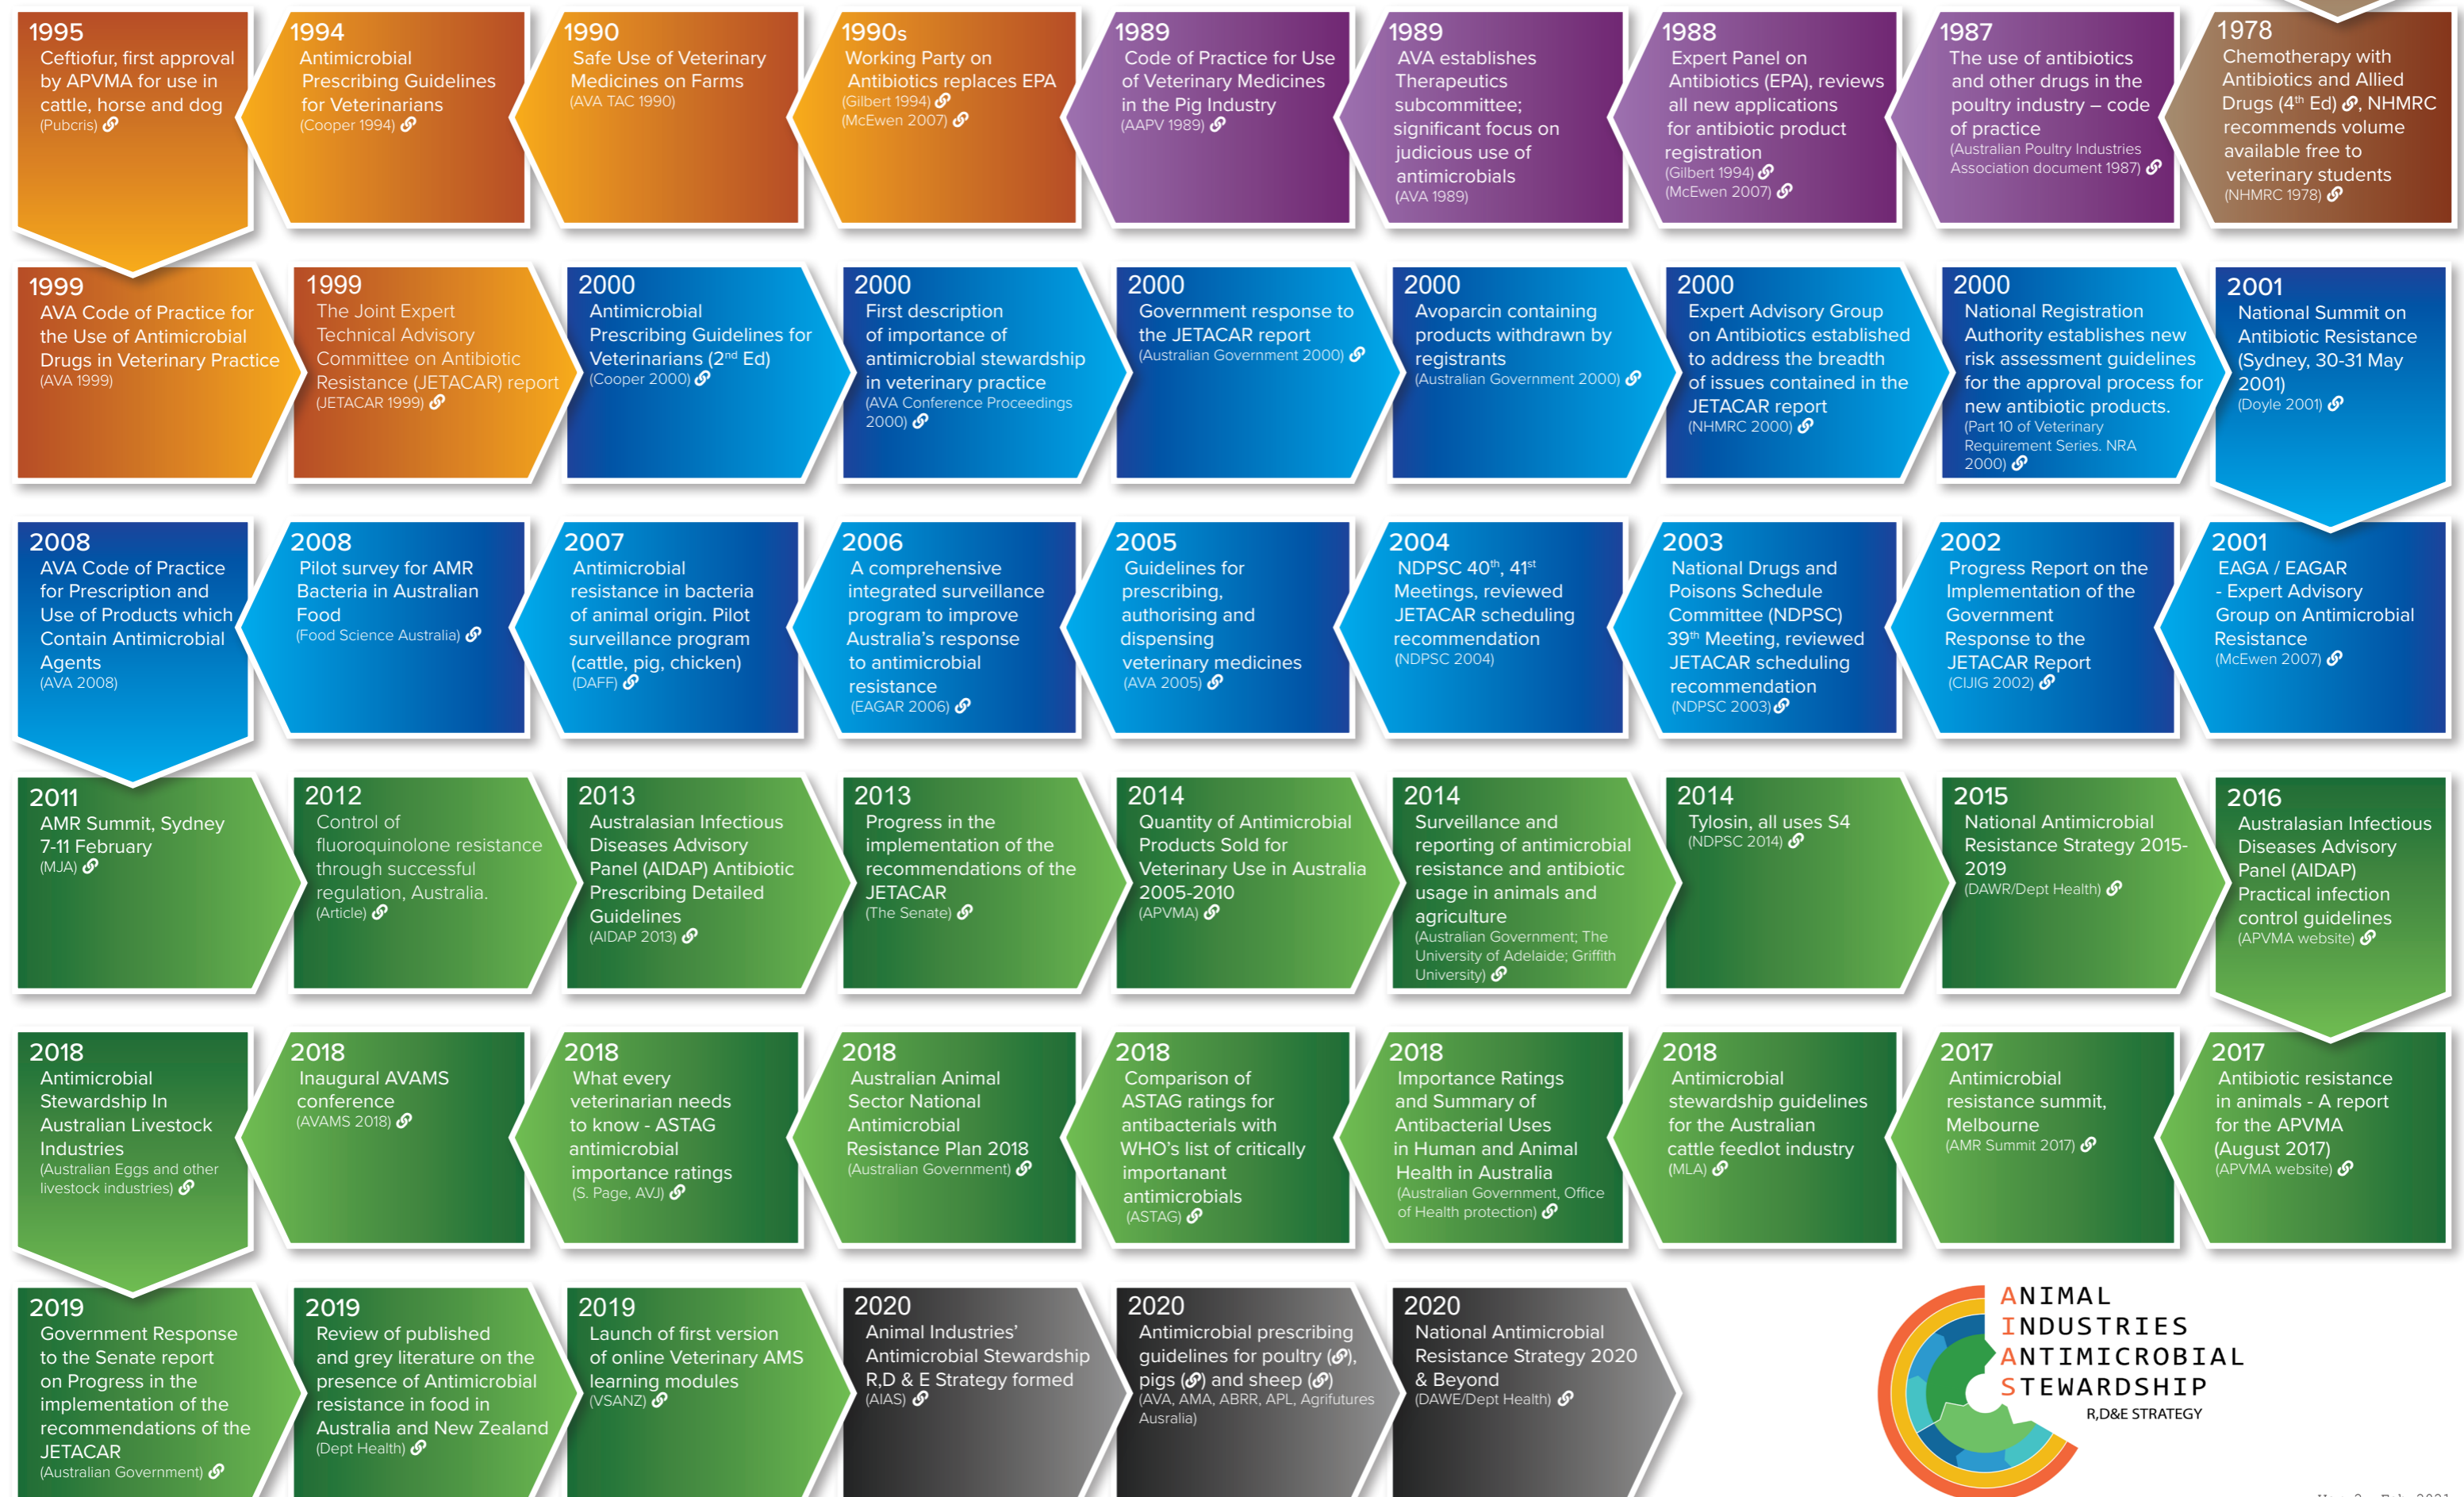 1995
Ceftiofur, first approval
by APVMA for use in
cattle, horse and dog
(Pubcris)
1994
Antimicrobial
Prescribing Guidelines
for Veterinarians
(Cooper 1994)
1990
Safe Use of Veterinary
Medicines on Farms
(AVA TAC 1990)
1990s
Working Party on
Antibiotics replaces EPA
(Gilbert 1994)
(McEwen 2007)
1989
Code of Practice for Use
of Veterinary Medicines
in the Pig Industry
(AAPV 1989)
1989
AVA establishes
Therapeutics
subcommittee;
significant focus on
judicious use of
antimicrobials
(AVA 1989)
1988
Expert Panel on
Antibiotics (EPA), reviews
all new applications
for antibiotic product
registration
(Gilbert 1994)
(McEwen 2007)
1987
The use of antibiotics
and other drugs in the
poultry industry – code
of practice
(Australian Poultry Industries
Association document 1987)
1978
Chemotherapy with
Antibiotics and Allied
Drugs (4th Ed) , NHMRC
recommends volume
available free to
veterinary students
(NHMRC 1978)
1999
AVA Code of Practice for
the Use of Antimicrobial
Drugs in Veterinary Practice
(AVA 1999)
1999
The Joint Expert
Technical Advisory
Committee on Antibiotic
Resistance (JETACAR) report
(JETACAR 1999)
2000
Antimicrobial
Prescribing Guidelines for
Veterinarians (2nd Ed)
(Cooper 2000)
2000
First description
of importance of
antimicrobial stewardship
in veterinary practice
(AVA Conference Proceedings
2000)
2000
Government response to
the JETACAR report
(Australian Government 2000)
2000
Avoparcin containing
products withdrawn by
registrants
(Australian Government 2000)
2000
Expert Advisory Group
on Antibiotics established
to address the breadth
of issues contained in the
JETACAR report
(NHMRC 2000)
2000
National Registration
Authority establishes new
risk assessment guidelines
for the approval process for
new antibiotic products.
(Part 10 of Veterinary
Requirement Series. NRA
2000)
2001
National Summit on
Antibiotic Resistance
(Sydney, 30-31 May
2001)
(Doyle 2001)
2008
AVA Code of Practice
for Prescription and
Use of Products which
Contain Antimicrobial
Agents
(AVA 2008)
2008
Pilot survey for AMR
Bacteria in Australian
Food
(Food Science Australia)
2007
Antimicrobial
resistance in bacteria
of animal origin. Pilot
surveillance program
(cattle, pig, chicken)
(DAFF)
2006
A comprehensive
integrated surveillance
program to improve
Australia's response
to antimicrobial
resistance
(EAGAR 2006)
2005
Guidelines for
prescribing,
authorising and
dispensing
veterinary medicines
(AVA 2005)
2004
NDPSC 40th, 41st
Meetings, reviewed
JETACAR scheduling
recommendation
(NDPSC 2004)
2003
National Drugs and
Poisons Schedule
Committee (NDPSC)
39th Meeting, reviewed
JETACAR scheduling
recommendation
(NDPSC 2003)
2002
Progress Report on the
Implementation of the
Government
Response to the
JETACAR Report
(CIJIG 2002)
2001
EAGA / EAGAR
- Expert Advisory
Group on Antimicrobial
Resistance
(McEwen 2007)
2011
AMR Summit, Sydney
7-11 February
(MJA)
2012
Control of
fluoroquinolone resistance
through successful
regulation, Australia.
(Article)
2013
Australasian Infectious
Diseases Advisory
Panel (AIDAP) Antibiotic
Prescribing Detailed
Guidelines
(AIDAP 2013)
2013
Progress in the
implementation of the
recommendations of the
JETACAR
(The Senate)
2014
Quantity of Antimicrobial
Products Sold for
Veterinary Use in Australia
2005-2010
(APVMA)
2014
Surveillance and
reporting of antimicrobial
resistance and antibiotic
usage in animals and
agriculture
(Australian Government; The
University of Adelaide; Griffith
University)
2014
Tylosin, all uses S4
(NDPSC 2014)
2015
National Antimicrobial
Resistance Strategy 2015-
2019
(DAWR/Dept Health)
2016
Australasian Infectious
Diseases Advisory
Panel (AIDAP)
Practical infection
control guidelines
(APVMA website)
2018
Antimicrobial
Stewardship In
Australian Livestock
Industries
(Australian Eggs and other
livestock industries)
2018
Inaugural AVAMS
conference
(AVAMS 2018)
2018
What every
veterinarian needs
to know - ASTAG
antimicrobial
importance ratings
(S. Page, AVJ)
2018
Australian Animal
Sector National
Antimicrobial
Resistance Plan 2018
(Australian Government)
2018
Comparison of
ASTAG ratings for
antibacterials with
WHO's list of critically
importanant
antimicrobials
(ASTAG)
2018
Importance Ratings
and Summary of
Antibacterial Uses
in Human and Animal
Health in Australia
(Australian Government, Office
of Health protection)
2018
Antimicrobial
stewardship guidelines
for the Australian
cattle feedlot industry
(MLA)
2017
Antimicrobial
resistance summit,
Melbourne
(AMR Summit 2017)
2017
Antibiotic resistance
in animals - A report
for the APVMA
(August 2017)
(APVMA website)
2019
Government Response
to the Senate report
on Progress in the
implementation of the
recommendations of the
JETACAR
(Australian Government)
2019
Review of published
and grey literature on the
presence of Antimicrobial
resistance in food in
Australia and New Zealand
(Dept Health)
2019
Launch of first version
of online Veterinary AMS
learning modules
(VSANZ)
2020
Animal Industries'
Antimicrobial Stewardship
R,D & E Strategy formed
(AIAS)
2020
Antimicrobial prescribing
guidelines for poultry (),
pigs () and sheep ()
(AVA, AMA, ABRR, APL, Agrifutures
Ausralia)
2020
National Antimicrobial
Resistance Strategy 2020
& Beyond
(DAWE/Dept Health)
ANIMAL
INDUSTRIES
ANTIMICROBIAL
STEWARDSHIP
R,D&E STRATEGY